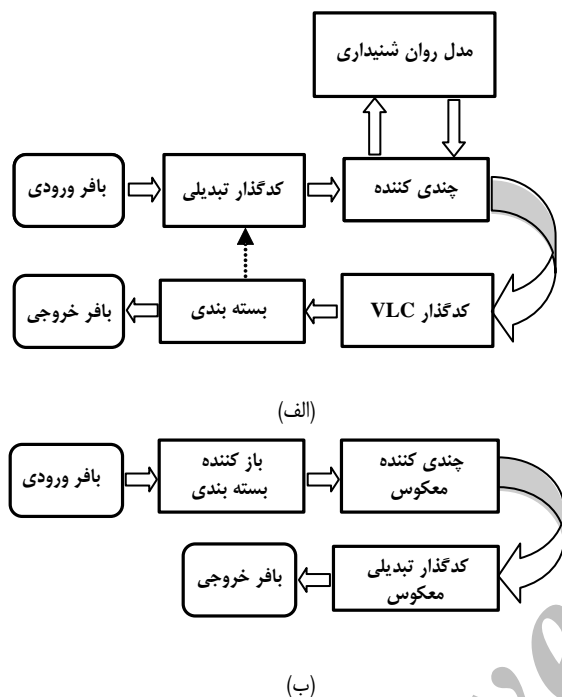 مدل روان شنیداری
بافر ورودی
کدگذار تبدیلی
چندی کننده
کدگذار VLC
بسته بندی
بافر خروجی
(الف)
بافر ورودی
باز کننده
بسته بندی
چندی کننده
معکوس
کدگذار تبدیلی
معکوس
بافر خروجی
(ب)